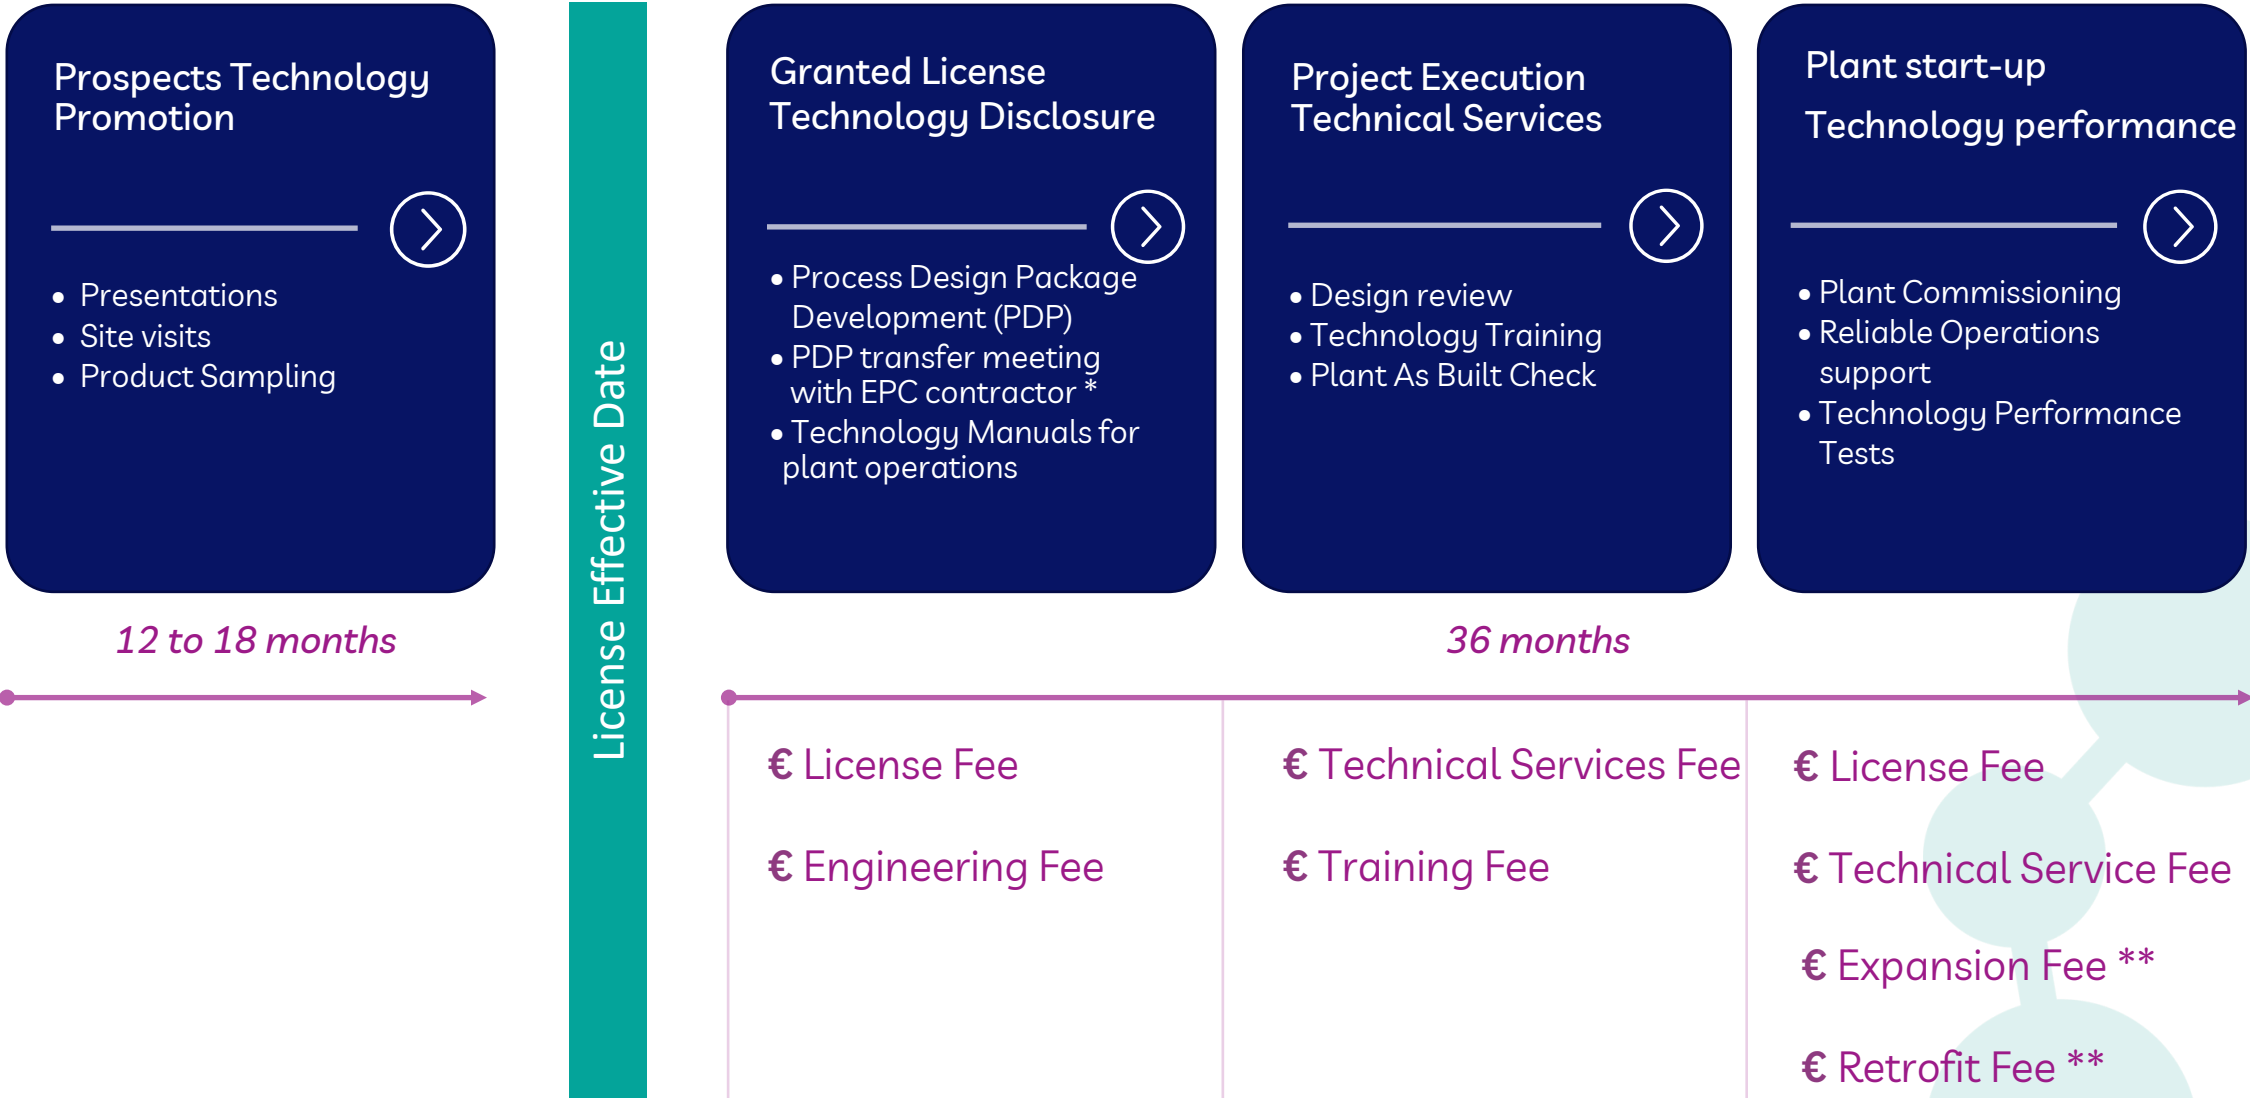 Prospects Technology
Promotion
• Presentations
• Site visits
• Product Sampling
12 to 18 months
License Effective Date
Granted License
Technology Disclosure
• Process Design Package
Development (PDP)
• PDP transfer meeting
with EPC contractor *
• Technology Manuals for
plant operations
Project Execution
Technical Services
• Design review
• Technology Training
• Plant As Built Check
Plant start-up
Technology performance
• Plant Commissioning
• Reliable Operations
support
• Technology Performance
Tests
36 months
€ License Fee
€ Engineering Fee
€ Technical Services Fee
€ Training Fee
€ License Fee
€ Technical Service Fee
€ Expansion Fee **
€ Retrofit Fee **